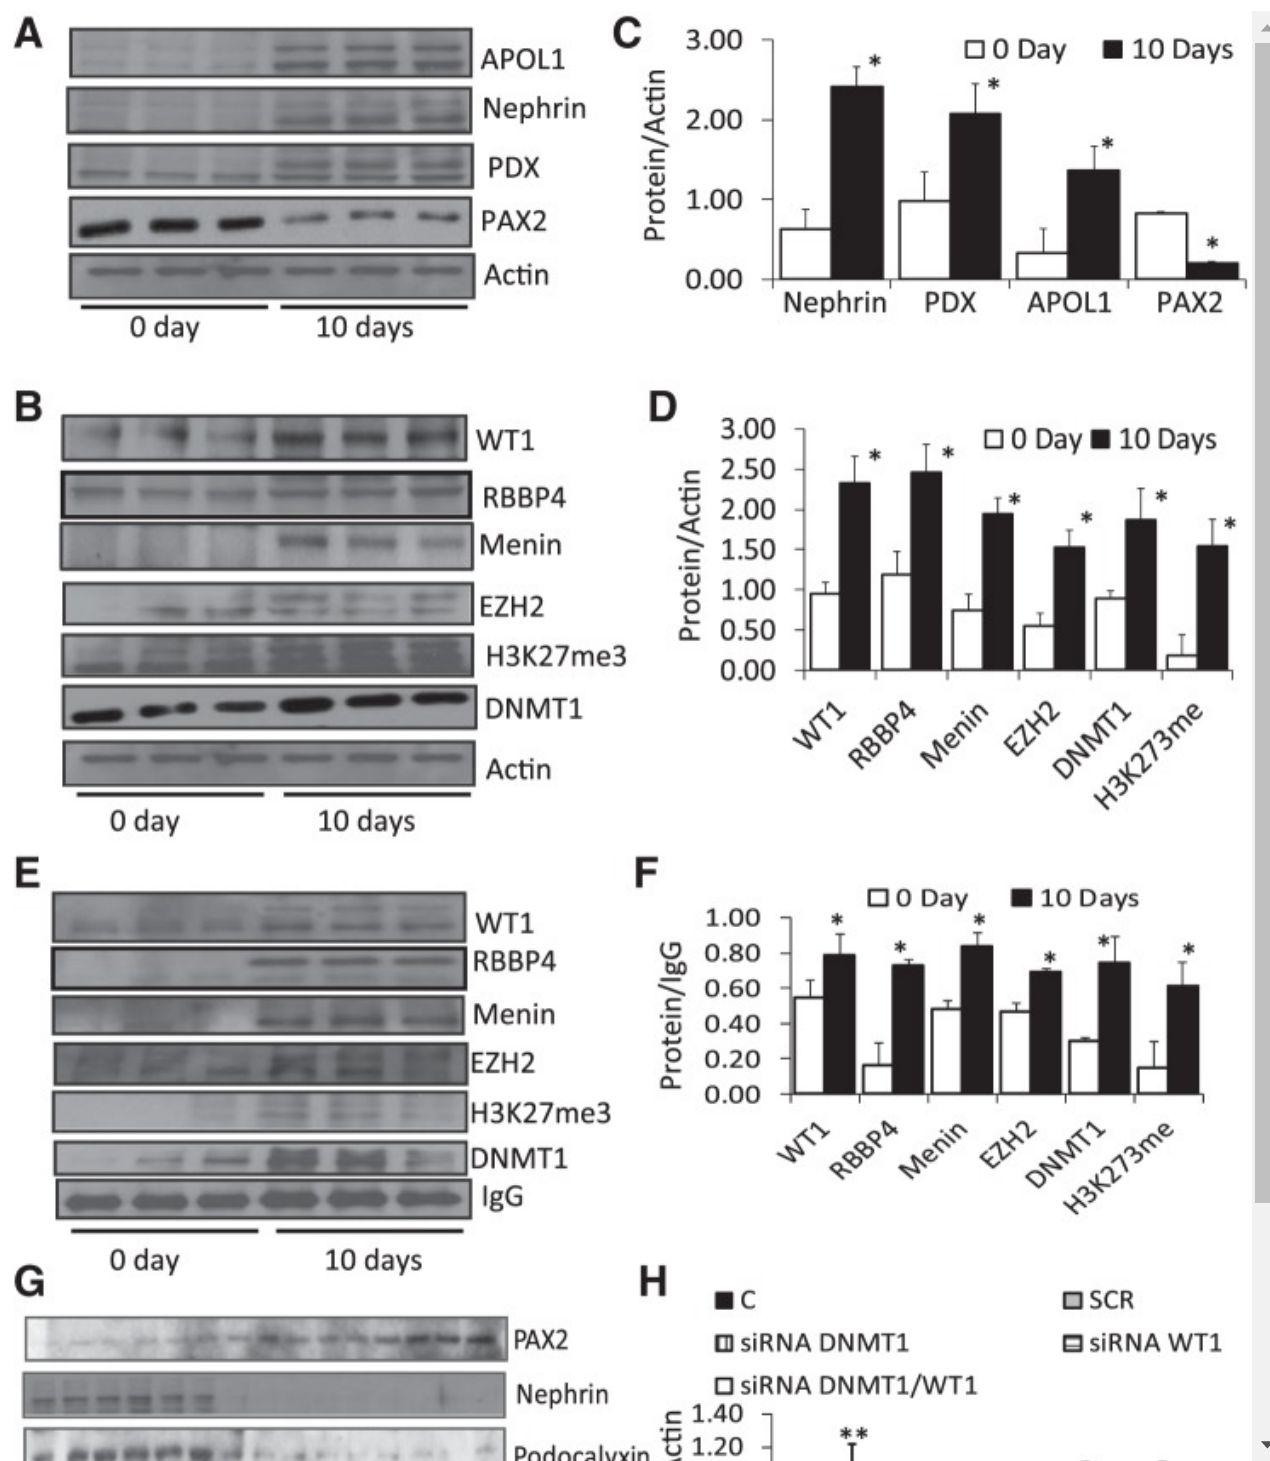 A
APOL1
Nephrin
PDX
PAX2
Actin
0 day 10 days
C
0 Day 10 Days
Protein/Actin
3.00
2.00
1.00
0.00
* * * *
Nephrin PDX APOL1 PAX2
B
WT1
RBBP4
Menin
EZH2
H3K27me3
DNMT1
Actin
0 day 10 days
D
0 Day 10 Days
Protein/Actin
3.00
2.50
2.00
1.50
1.00
0.50
0.00
* * * * * *
WT1 RBBP4 Menin EZH2 DNMT1 H3K273me
E
WT1
RBBP4
Menin
EZH2
H3K27me3
DNMT1
IgG
0 day 10 days
F
0 Day 10 Days
Protein/IgG
1.00
0.80
0.60
0.40
0.20
0.00
* * * * * *
WT1 RBBP4 Menin EZH2 DNMT1 H3K273me
G
PAX2
Nephrin
Podocalyxin
H
C SCR
siRNA DNMT1 siRNA WT1
siRNA DNMT1/WT1
1.40
1.20
**